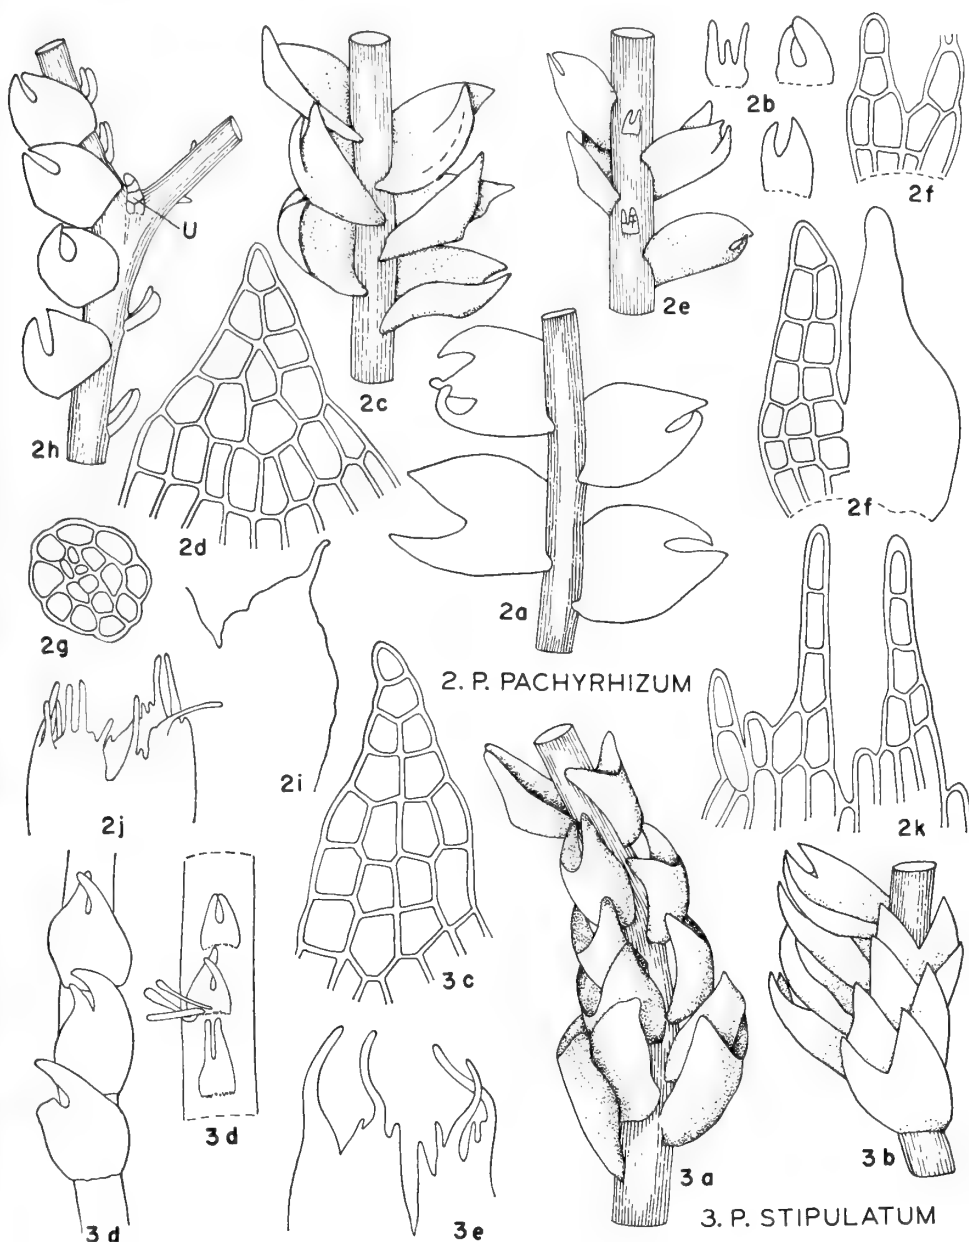 2b
2f
U
2e
2c
2h
2d
2f
2a
2g
2. P. PACHYRHIZUM
2i
2j
2k
3c
3d
3b
3a
3d
3e
3. P. STIPULATUM